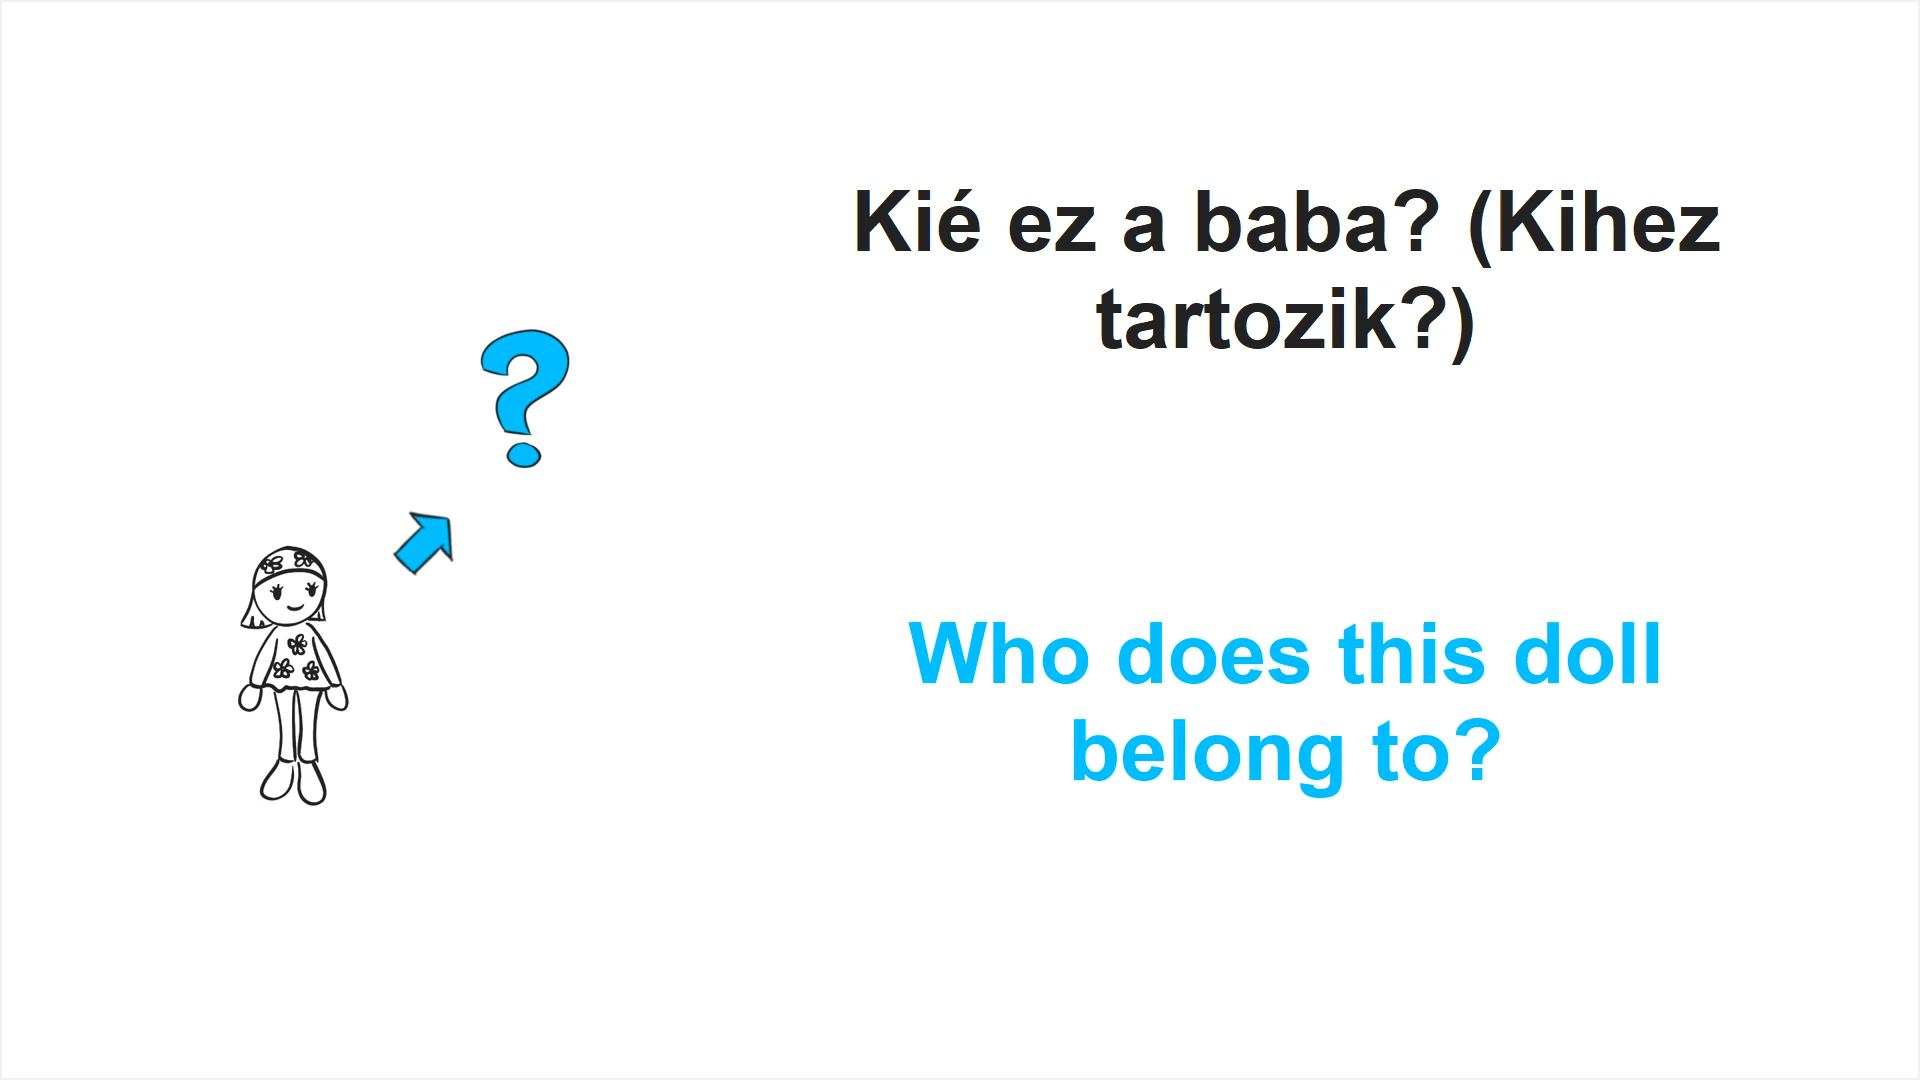 Kié ez a baba? (Kihez
tartozik?)
Who does this doll
belong to?